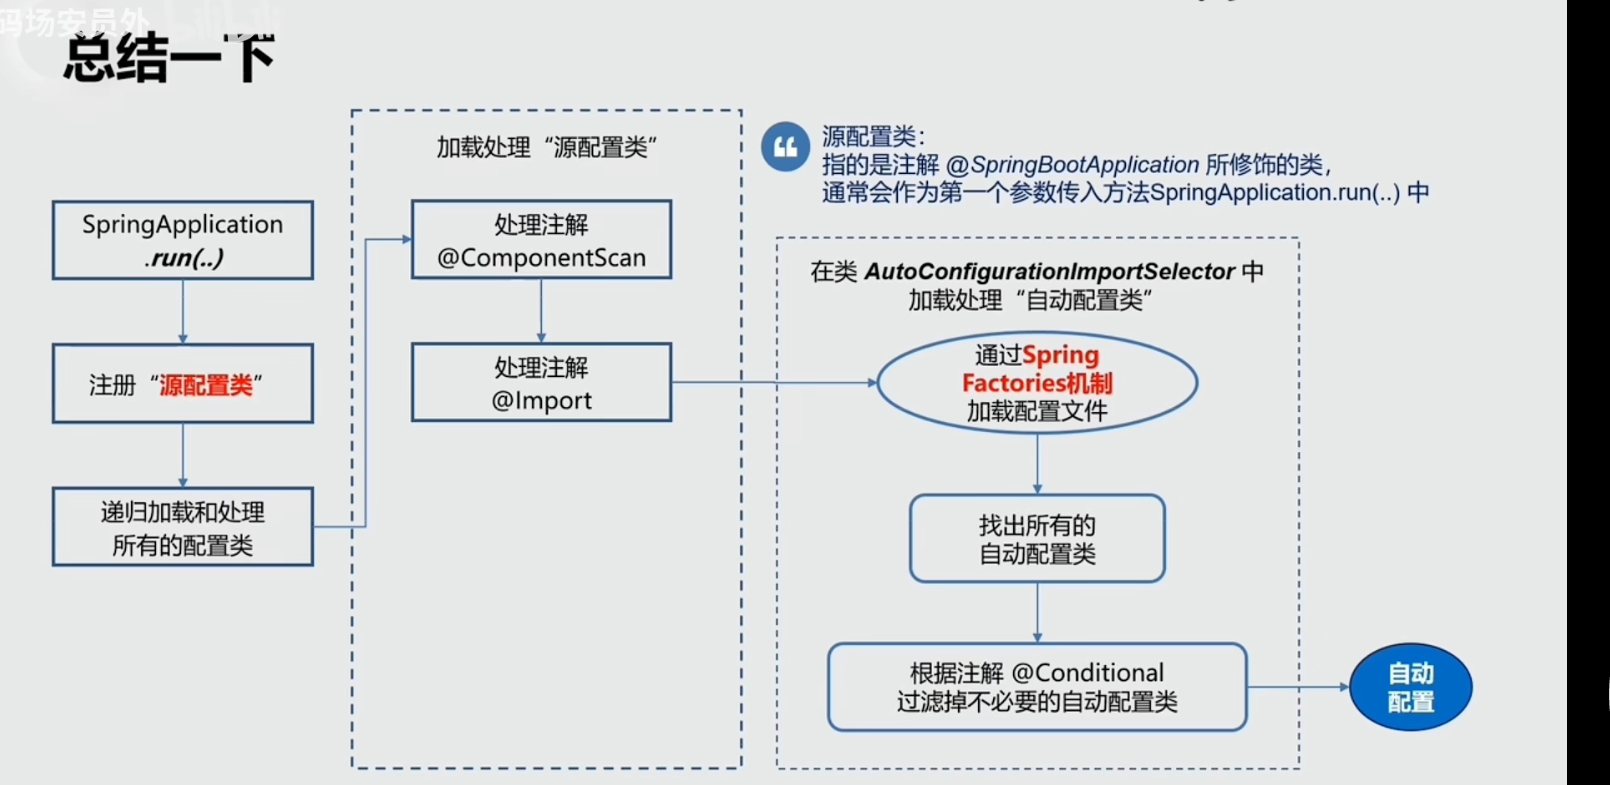 码场安员外
总结一下
加载处理“源配置类”
源配置类：
指的是注解 @SpringBootApplication 所修饰的类，
通常会作为第一个参数传入方法SpringApplication.run(..) 中
SpringApplication
.run(..)
注册“源配置类”
递归加载和处理
所有的配置类
处理注解
@ComponentScan
处理注解
@Import
在类 AutoConfigurationImportSelector 中
加载处理“自动配置类”
通过Spring
Factories机制
加载配置文件
找出所有的
自动配置类
根据注解 @Conditional
过滤掉不必要的自动配置类
自动
配置